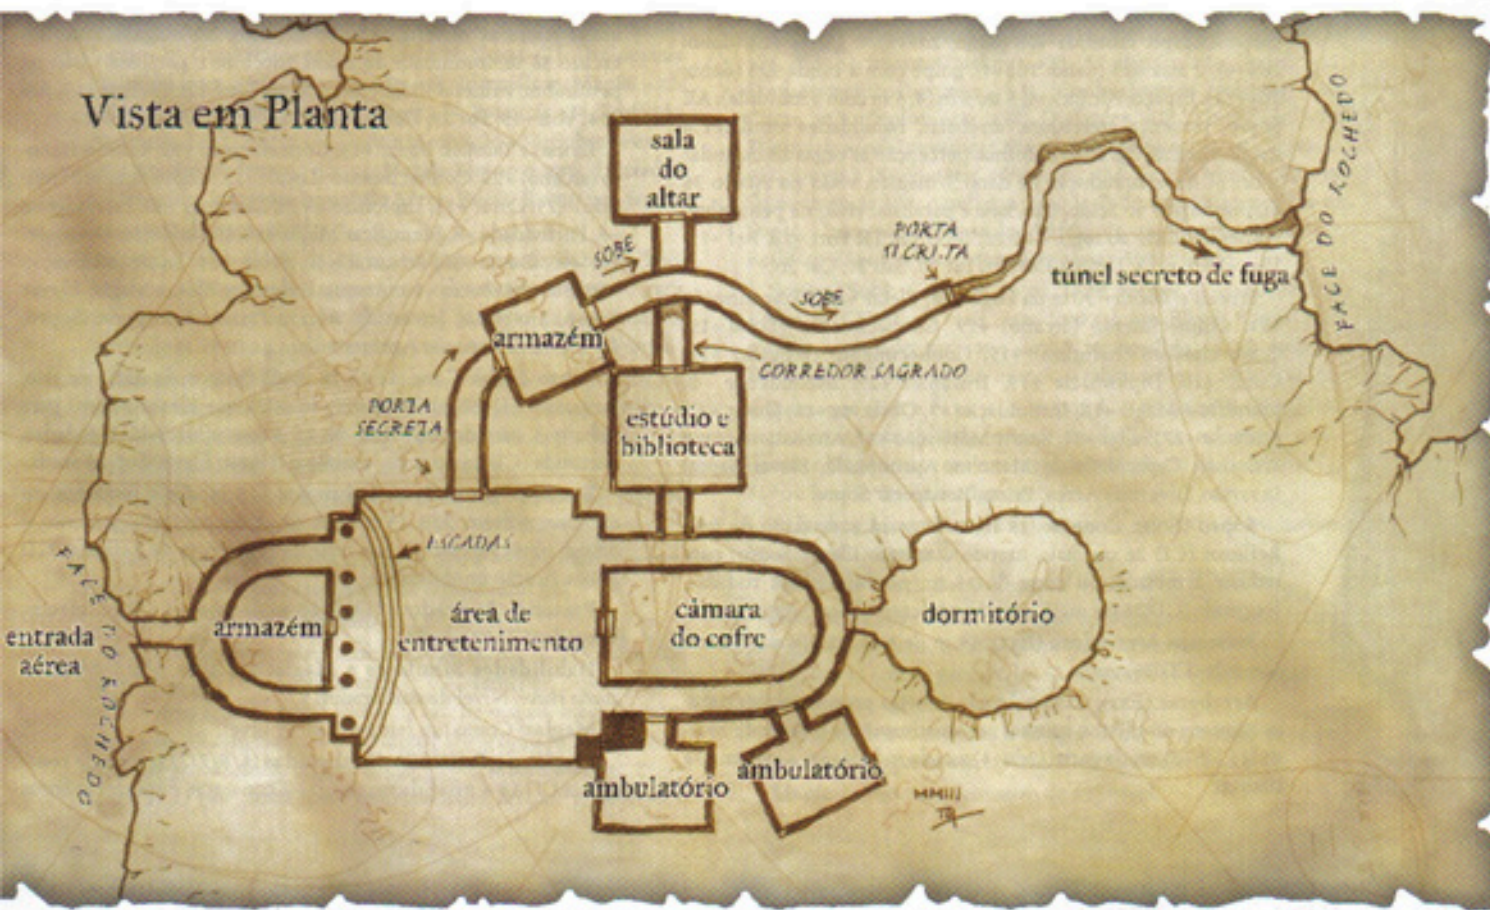 Vista em Planta
sala
do
altar
SOBE
PORTA
SECRETA
FACE DO ROCHEDO
túnel secreto de fuga
SOBE
armazém
CORREDOR SAGRADO
PORTA
SECRETA
estúdio e
biblioteca
ESCADAS
FACE DO ROCHEDO
entrada
aérea
armazém
área de
entretenimento
câmara
do cofre
dormitório
ambulatório
ambulatório
MMIII